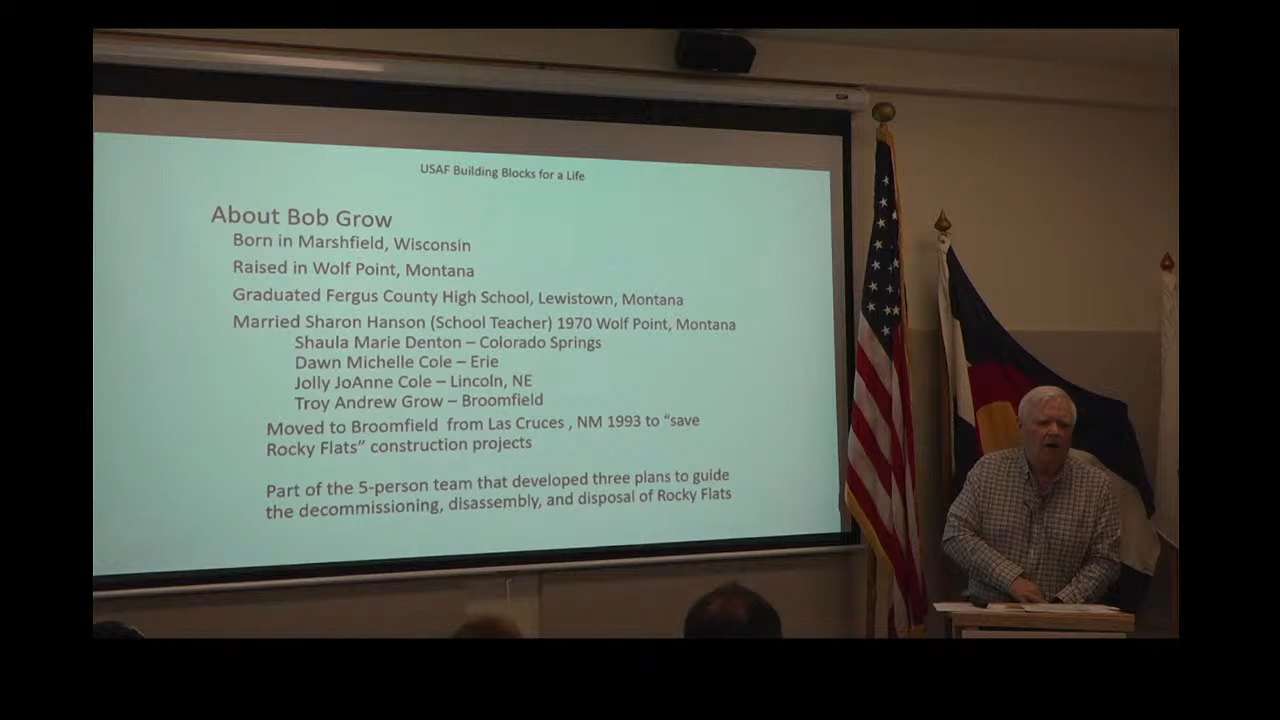 USAF Building Blocks for a Life
About Bob Grow
Born in Marshfield, Wisconsin
Raised in Wolf Point, Montana
Graduated Fergus County High School, Lewistown, Montana
Married Sharon Hanson (School Teacher) 1970 Wolf Point, Montana
Shaula Marie Denton – Colorado Springs
Dawn Michelle Cole – Erie
Jolly JoAnne Cole – Lincoln, NE
Troy Andrew Grow – Broomfield
Moved to Broomfield from Las Cruces , NM 1993 to “save
Rocky Flats” construction projects
Part of the 5-person team that developed three plans to guide
the decommissioning, disassembly, and disposal of Rocky Flats